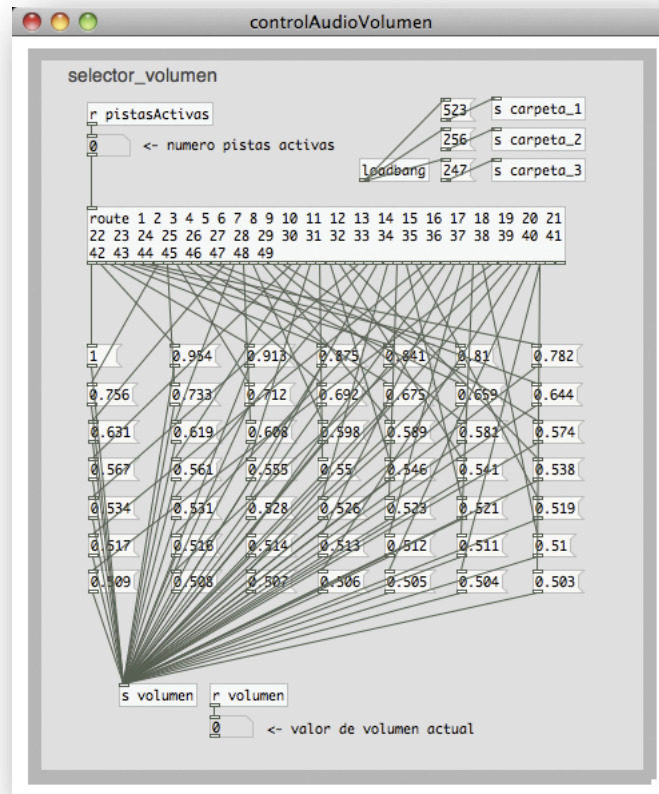 controlAudioVolumen
selector_volumen
r pistasActivas
0 <- numero pistas activas
523 s carpeta_1
256 s carpeta_2
loadbang 247 s carpeta_3
route 1 2 3 4 5 6 7 8 9 10 11 12 13 14 15 16 17 18 19 20 21
22 23 24 25 26 27 28 29 30 31 32 33 34 35 36 37 38 39 40 41
42 43 44 45 46 47 48 49
1 0.954 0.913 0.875 0.841 0.81 0.782
0.756 0.733 0.712 0.692 0.675 0.659 0.644
0.631 0.619 0.608 0.598 0.589 0.581 0.574
0.567 0.561 0.555 0.55 0.546 0.541 0.538
0.534 0.531 0.528 0.526 0.523 0.521 0.519
0.517 0.516 0.514 0.513 0.512 0.511 0.51
0.509 0.508 0.507 0.506 0.505 0.504 0.503
s volumen r volumen
0 <- valor de volumen actual